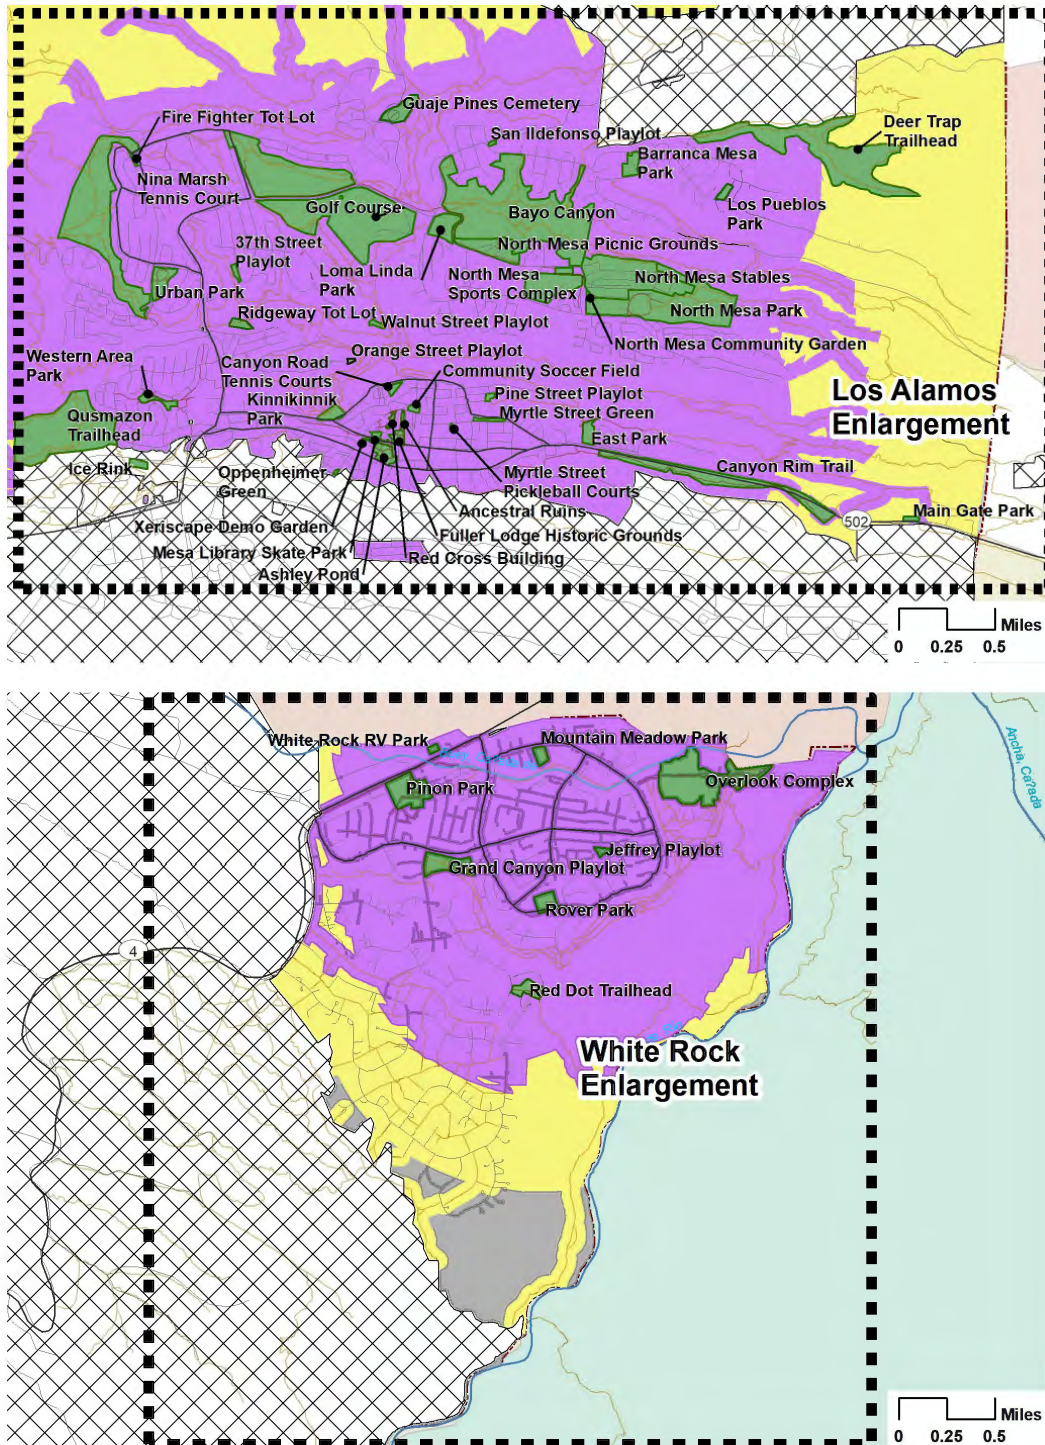 Guaje Pines Cemetery
Fire Fighter Tot Lot
San Ildefonso Playlot
Deer Trap
Trailhead
Barranca Mesa
Park
Nina Marsh
Tennis Court
Los Pueblos
Park
Golf Course
Bayo Canyon
37th Street
Playlot
North Mesa Picnic Grounds
Loma Linda
Park
North Mesa
Sports Complex
North Mesa Stables
Urban Park
North Mesa Park
Ridgeway Tot Lot
Walnut Street Playlot
North Mesa Community Garden
Western Area
Park
Orange Street Playlot
Canyon Road
Tennis Courts
Community Soccer Field
Kinnikinnik
Park
Pine Street Playlot
Los Alamos
Enlargement
Qusmazon
Trailhead
Myrtle Street Green
East Park
Ice Rink
Oppenheimer
Green
Myrtle Street
Pickleball Courts
Canyon Rim Trail
Ancestral Ruins
Main Gate Park
502
Xeriscape Demo Garden
Fuller Lodge Historic Grounds
Mesa Library Skate Park
Red Cross Building
Ashley Pond
Miles
0 0.25 0.5
White Rock RV Park
Mountain Meadow Park
Ancha, Ca?ada
Pinon Park
Overlook Complex
Jeffrey Playlot
Grand Canyon Playlot
Rover Park
4
Red Dot Trailhead
White Rock
Enlargement
Miles
0 0.25 0.5